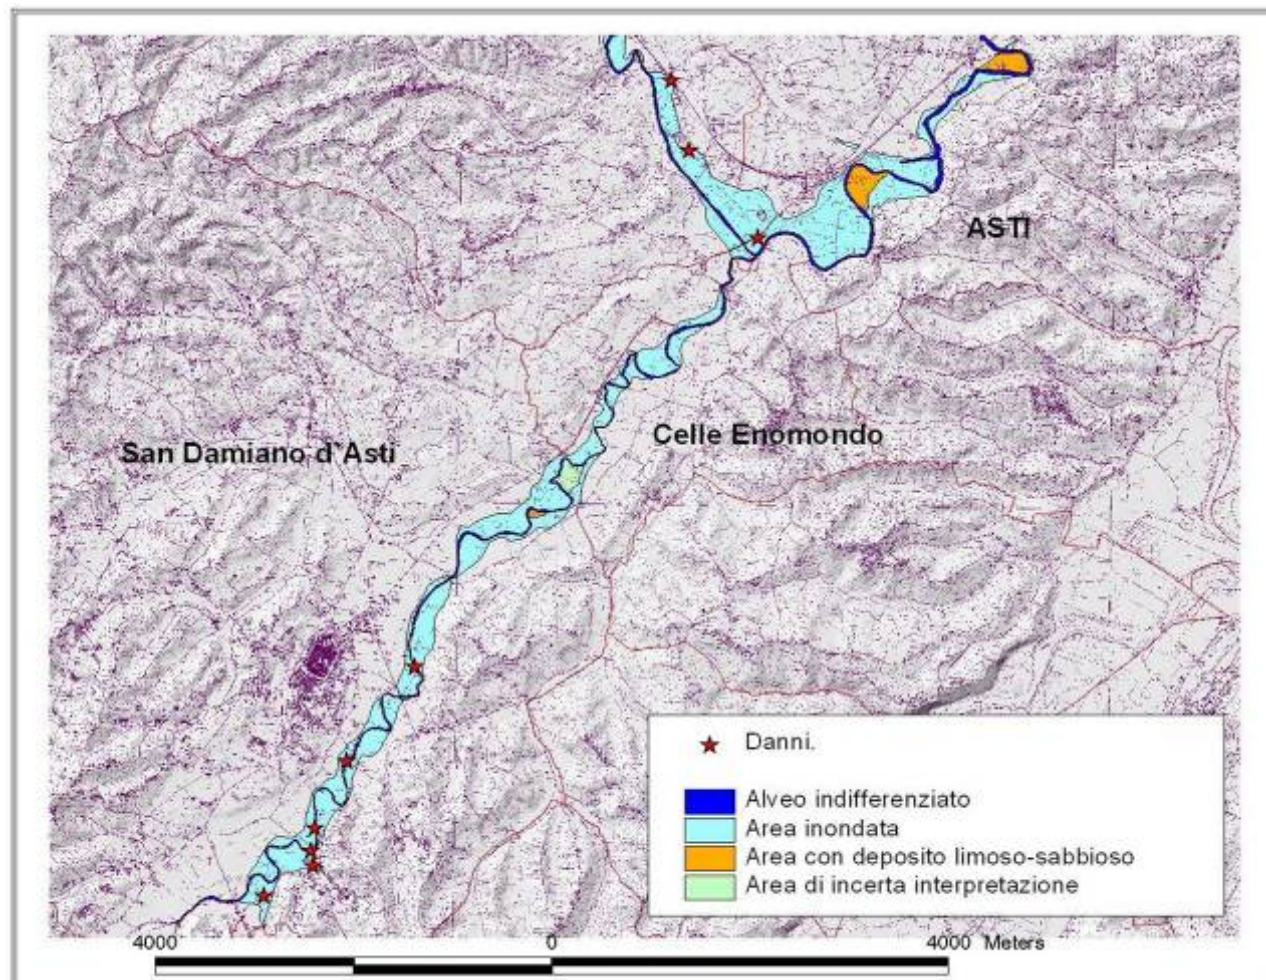 ASTI
Celle Enomondo
San Damiano d`Asti
Danni.
Alveo indifferenziato
Area inondata
Area con deposito limoso-sabbioso
Area di incerta interpretazione
4000 0 4000 Meters